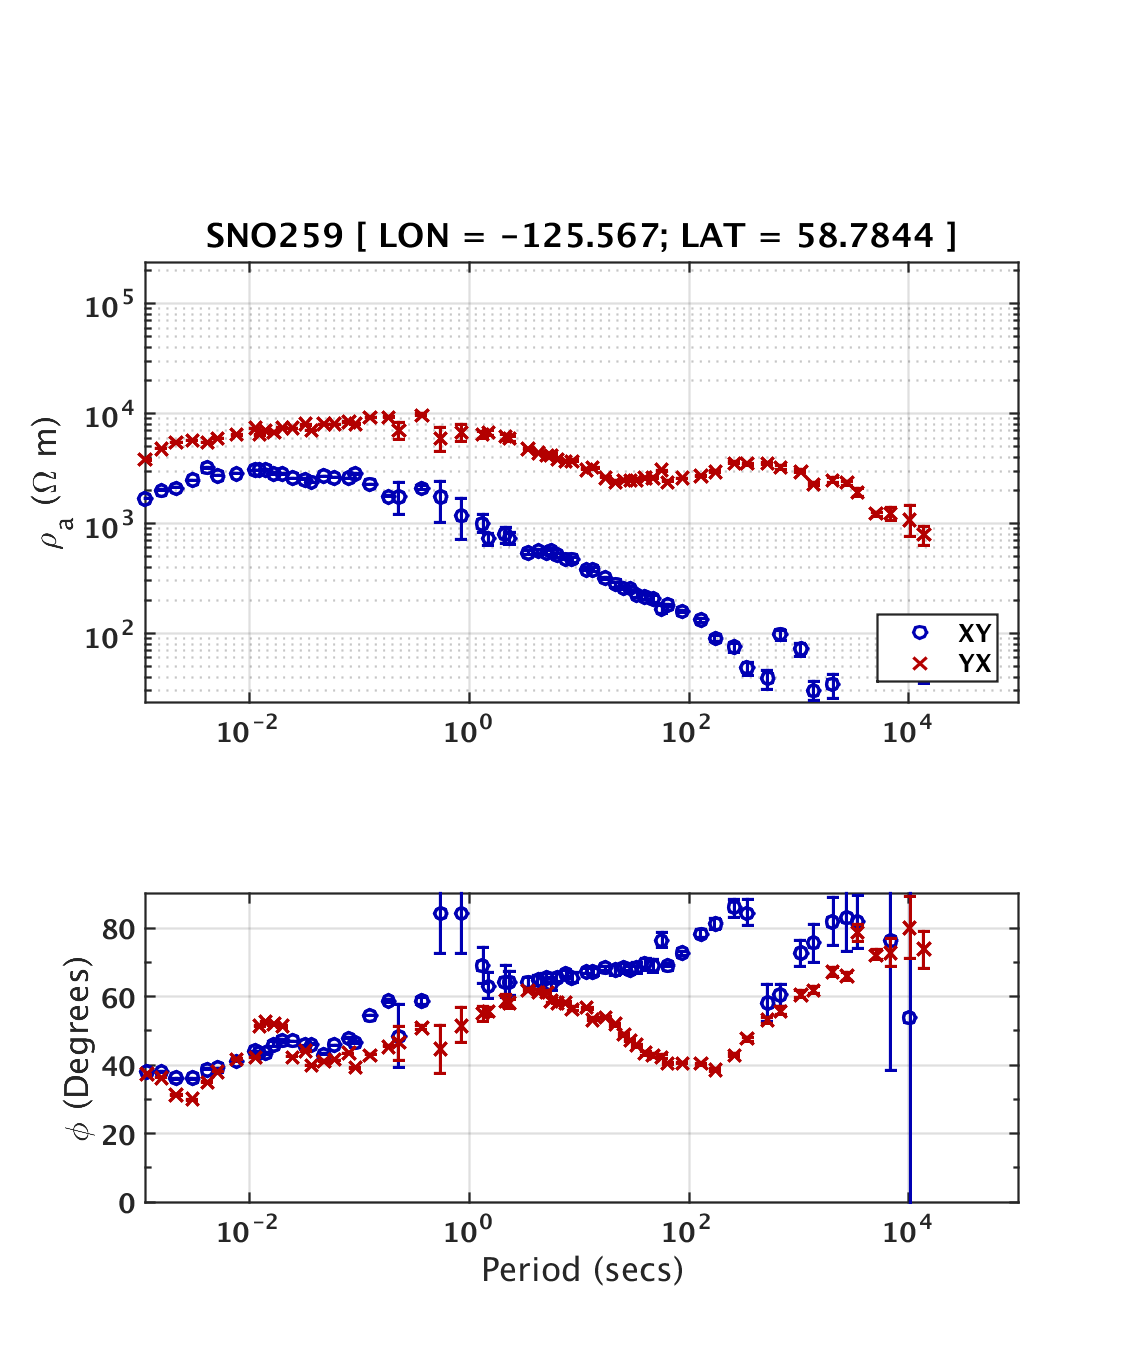 SNO259 [ LON = -125.567; LAT = 58.7844 ]
ρa (Ω m)
10^5
10^4
10^3
10^2
XY
YX
10^-2 10^0 10^2 10^4
φ (Degrees)
80
60
40
20
0
10^-2 10^0 10^2 10^4
Period (secs)